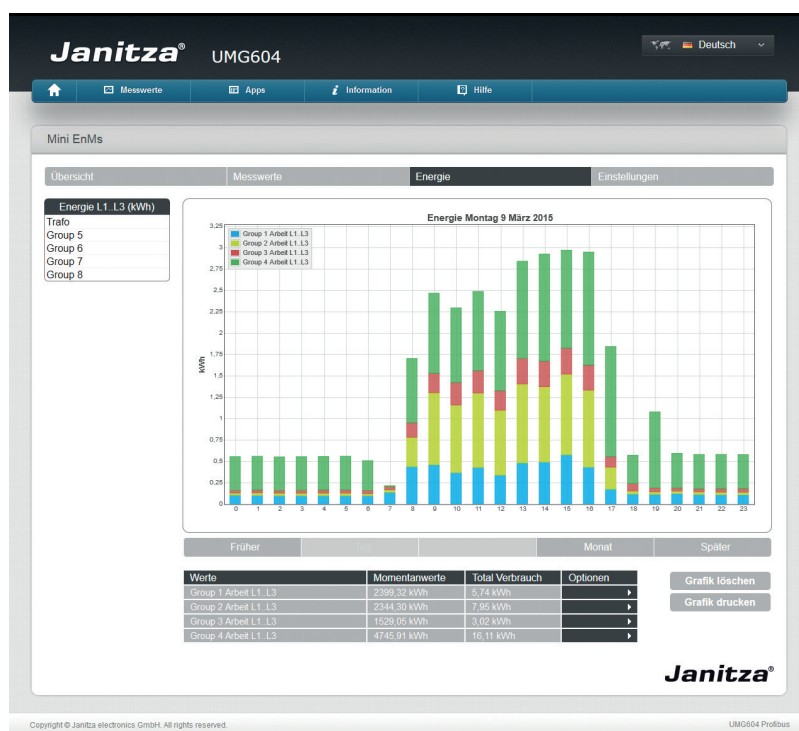 Janitza® UMG604
Deutsch
Messwerte Apps Information Hilfe
Mini EnMs
Übersicht Messwerte Energie Einstellungen
Energie L1..L3 (kWh)
Trafo
Group 5
Group 6
Group 7
Group 8
Energie Montag 9 März 2015
Group 1 Arbeit L1..L3
Group 2 Arbeit L1..L3
Group 3 Arbeit L1..L3
Group 4 Arbeit L1..L3
kWh
3,25
3
2,75
2,5
2,25
2
1,75
1,5
1,25
1
0,75
0,5
0,25
0
0 1 2 3 4 5 6 7 8 9 10 11 12 13 14 15 16 17 18 19 20 21 22 23
Früher Tag Monat Später
Werte Momentanwerte Total Verbrauch Optionen
Group 1 Arbeit L1..L3 2399,32 kWh 5,74 kWh
Group 2 Arbeit L1..L3 2344,30 kWh 7,95 kWh
Group 3 Arbeit L1..L3 1529,05 kWh 3,02 kWh
Group 4 Arbeit L1..L3 4745,91 kWh 16,11 kWh
Grafik löschen
Grafik drucken
Janitza®
Copyright © Janitza electronics GmbH. All rights reserved.
UMG604 Profibus